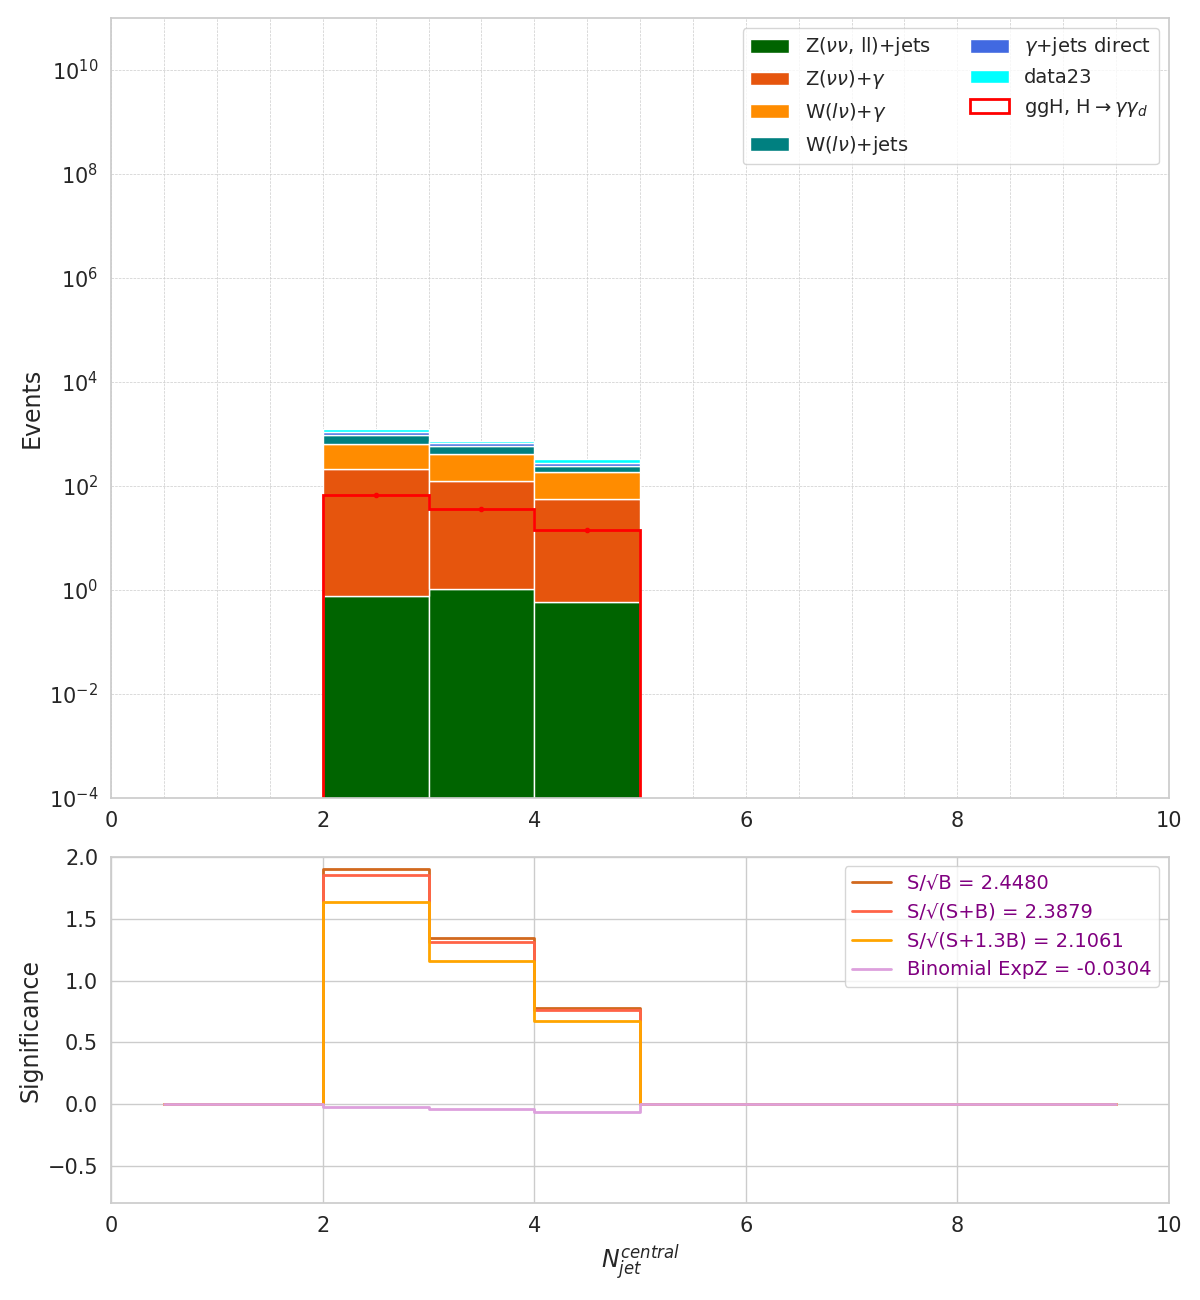 Z(νν, ll)+jets
Z(νν)+γ
W(lν)+γ
W(lν)+jets
γ+jets direct
data23
ggH, H→γγ_d
Events
10^10
10^8
10^6
10^4
10^2
10^0
10^−2
10^−4
0 2 4 6 8 10
S/√B = 2.4480
S/√(S+B) = 2.3879
S/√(S+1.3B) = 2.1061
Binomial ExpZ = -0.0304
Significance
2.0
1.5
1.0
0.5
0.0
−0.5
0 2 4 6 8 10
N_jet^central